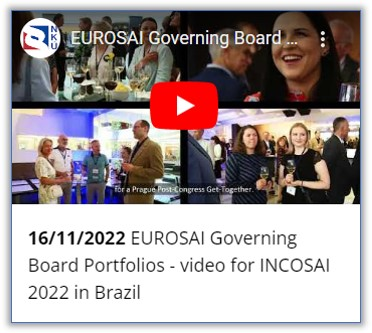 NKU
EUROSAI Governing Board ...
for a Prague Post-Congress Get-Together.
16/11/2022 EUROSAI Governing
Board Portfolios - video for INCOSAI
2022 in Brazil